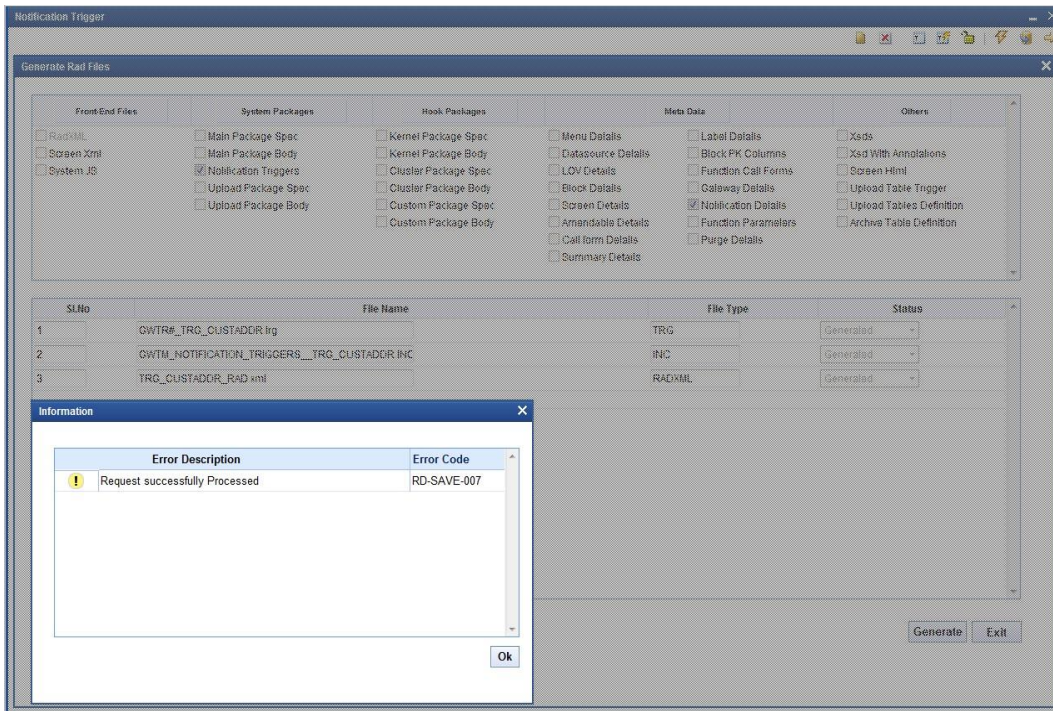 Notification Trigger
Generate Rad Files
Front-End Files System Packages Hook Packages Meta Data Others
RadXML Main Package Spec Kernel Package Spec Menu Details Label Details Xsds
Screen Xml Main Package Body Kernel Package Body Datasource Details Block PK Columns Xsd With Annotations
System JS Notification Triggers Cluster Package Spec LOV Details Function Call Forms Screen Html
Upload Package Spec Cluster Package Body Block Details Gateway Details Upload Table Trigger
Upload Package Body Custom Package Spec Screen Details Notification Details Upload Tables Definition
Custom Package Body Amendable Details Function Parameters Archive Table Definition
Call form Details Purge Details
Summary Details
Sl.No File Name File Type Status
1 GWTR#_TRG_CUSTADDR.trg TRG Generated
2 GWTM_NOTIFICATION_TRIGGERS__TRG_CUSTADDR.INC INC Generated
3 TRG_CUSTADDR_RAD.xml RADXML Generated
Information
Error Description Error Code
Request successfully Processed RD-SAVE-007
Ok
Generate Exit